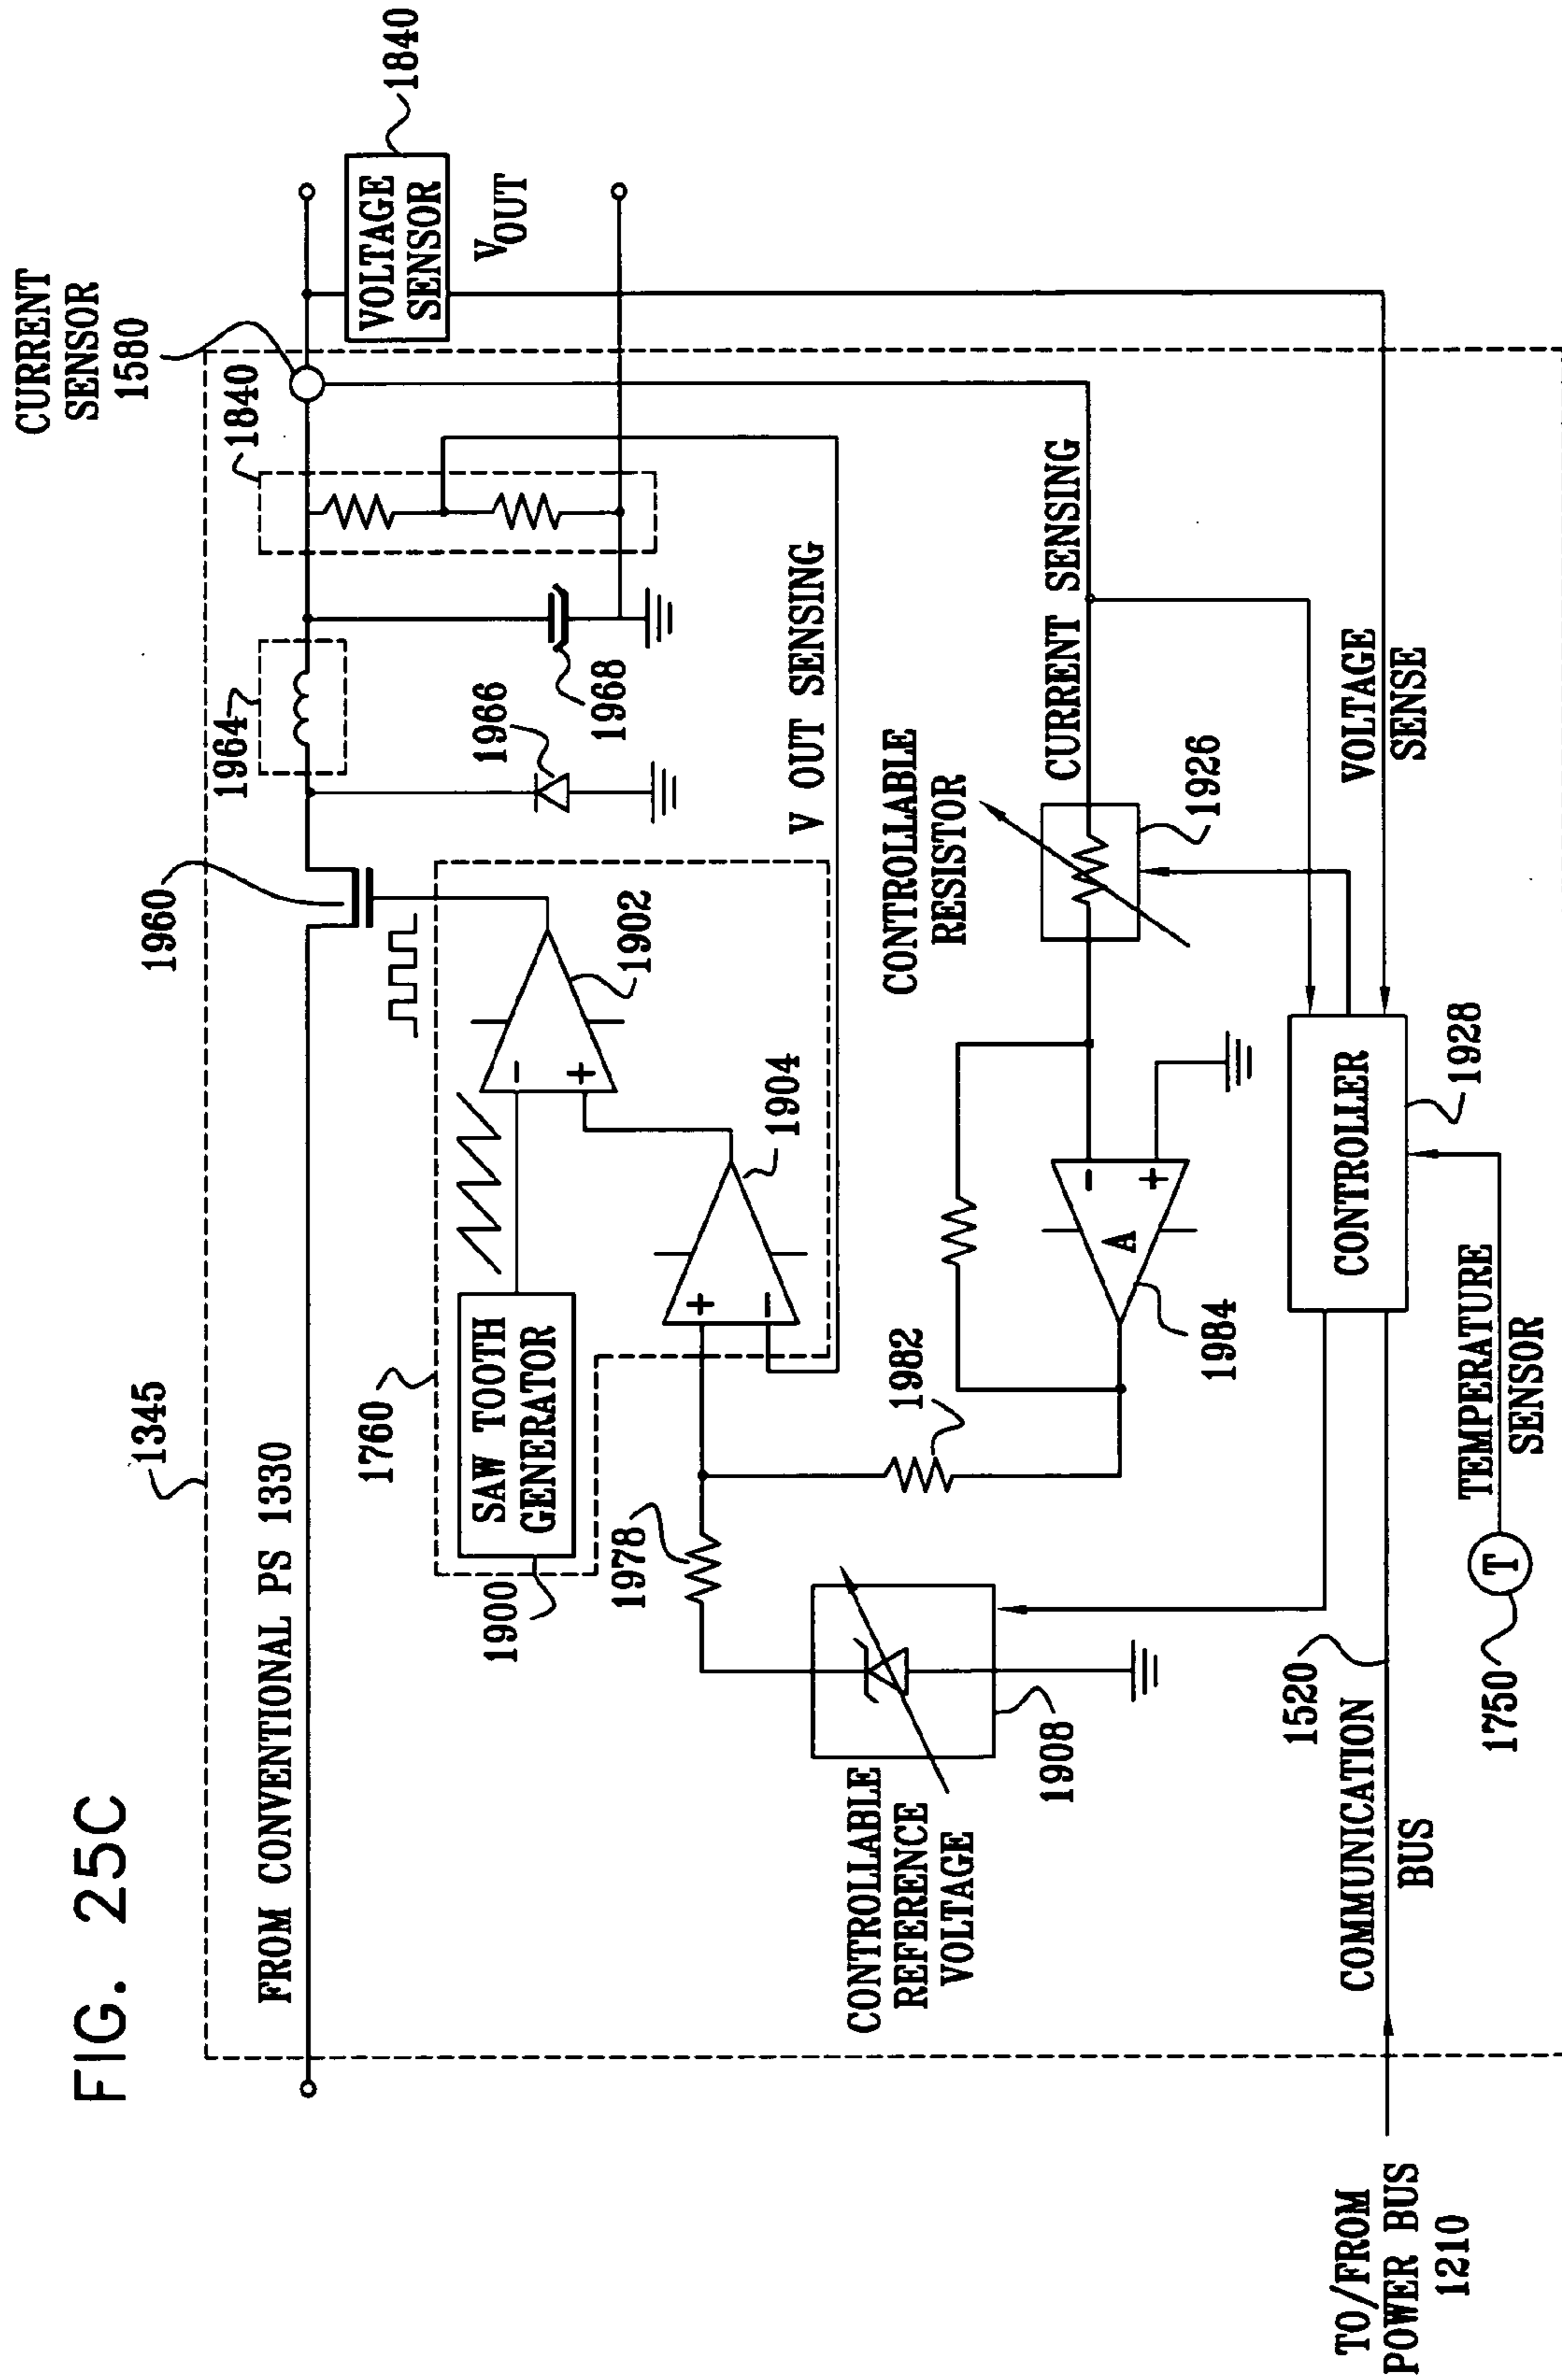 FIG. 25C
1345
FROM CONVENTIONAL PS 1330
1960
1964
1840
CURRENT
SENSOR
1580
VOLTAGE
SENSOR
1840
VOUT
1966
1968
1760
SAW TOOTH
GENERATOR
1900
-
+
1902
+
-
1904
V OUT SENSING
1978
1982
CONTROLLABLE
REFERENCE
VOLTAGE
1908
CONTROLLABLE
RESISTOR
1926
CURRENT SENSING
A
-
+
1984
CONTROLLER
1928
VOLTAGE
SENSE
TEMPERATURE
SENSOR
T
1750
1520
COMMUNICATION
BUS
TO/FROM
POWER BUS
1210